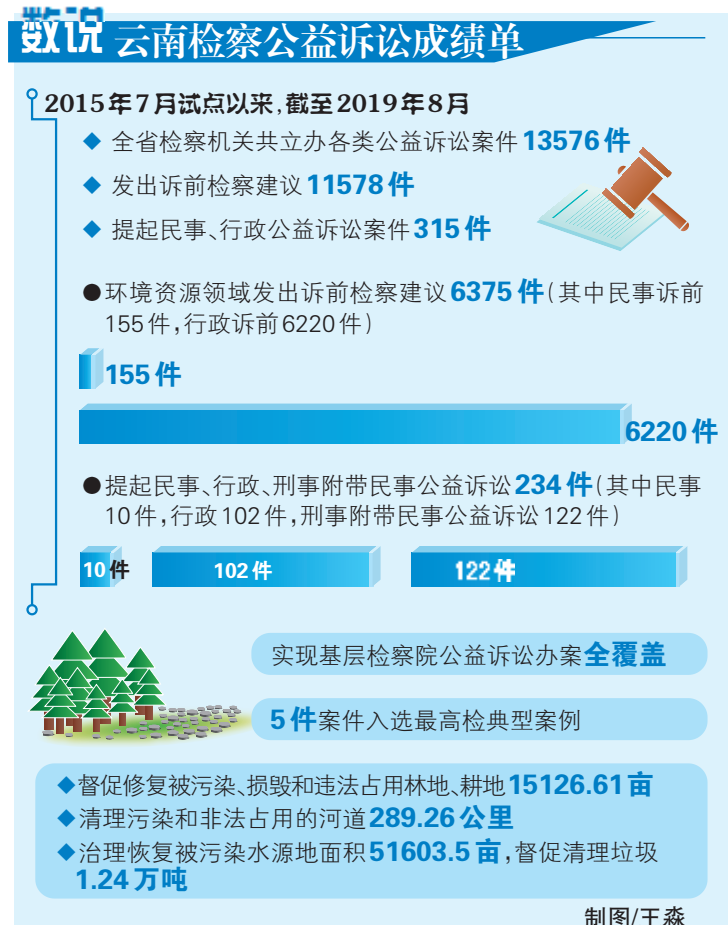 数说 云南检察公益诉讼成绩单
2015年7月试点以来,截至2019年8月
◆ 全省检察机关共立办各类公益诉讼案件13576件
◆ 发出诉前检察建议11578件
◆ 提起民事、行政公益诉讼案件315件
●环境资源领域发出诉前检察建议6375件(其中民事诉前
155件,行政诉前6220件)
155件
6220件
●提起民事、行政、刑事附带民事公益诉讼234件(其中民事
10件,行政102件,刑事附带民事公益诉讼122件)
10件 102件 122件
实现基层检察院公益诉讼办案全覆盖
5件案件入选最高检典型案例
◆督促修复被污染、损毁和违法占用林地、耕地15126.61亩
◆清理污染和非法占用的河道289.26公里
◆治理恢复被污染水源地面积51603.5亩,督促清理垃圾
1.24万吨
制图/王淼